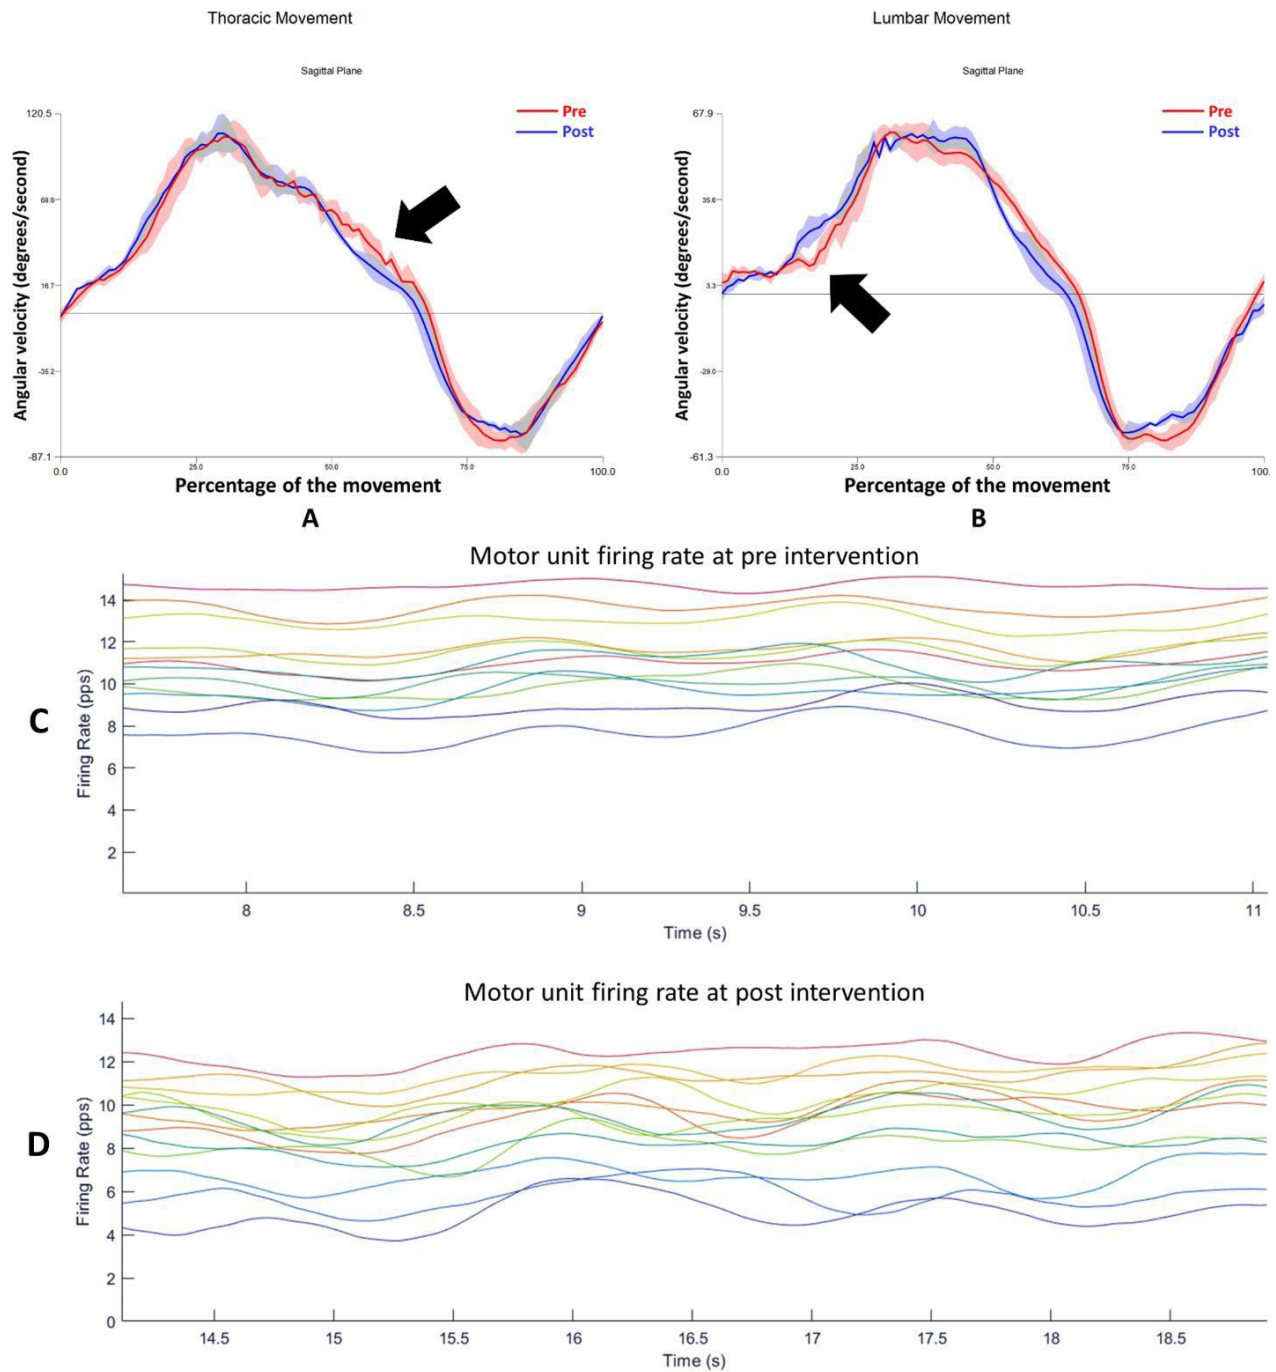 Thoracic Movement
Sagittal Plane
120.5
68.6
16.7
-35.2
-87.1
Angular velocity (degrees/second)
Pre
Post
0.0 25.0 50.0 75.0 100.0
Percentage of the movement
A
Lumbar Movement
Sagittal Plane
67.9
35.6
3.3
-29.0
-61.3
Angular velocity (degrees/second)
Pre
Post
0.0 25.0 50.0 75.0 100.
Percentage of the movement
B
Motor unit firing rate at pre intervention
C
Firing Rate (pps)
14
12
10
8
6
4
2
8 8.5 9 9.5 10 10.5 11
Time (s)
Motor unit firing rate at post intervention
D
Firing Rate (pps)
14
12
10
8
6
4
2
0
14.5 15 15.5 16 16.5 17 17.5 18 18.5
Time (s)